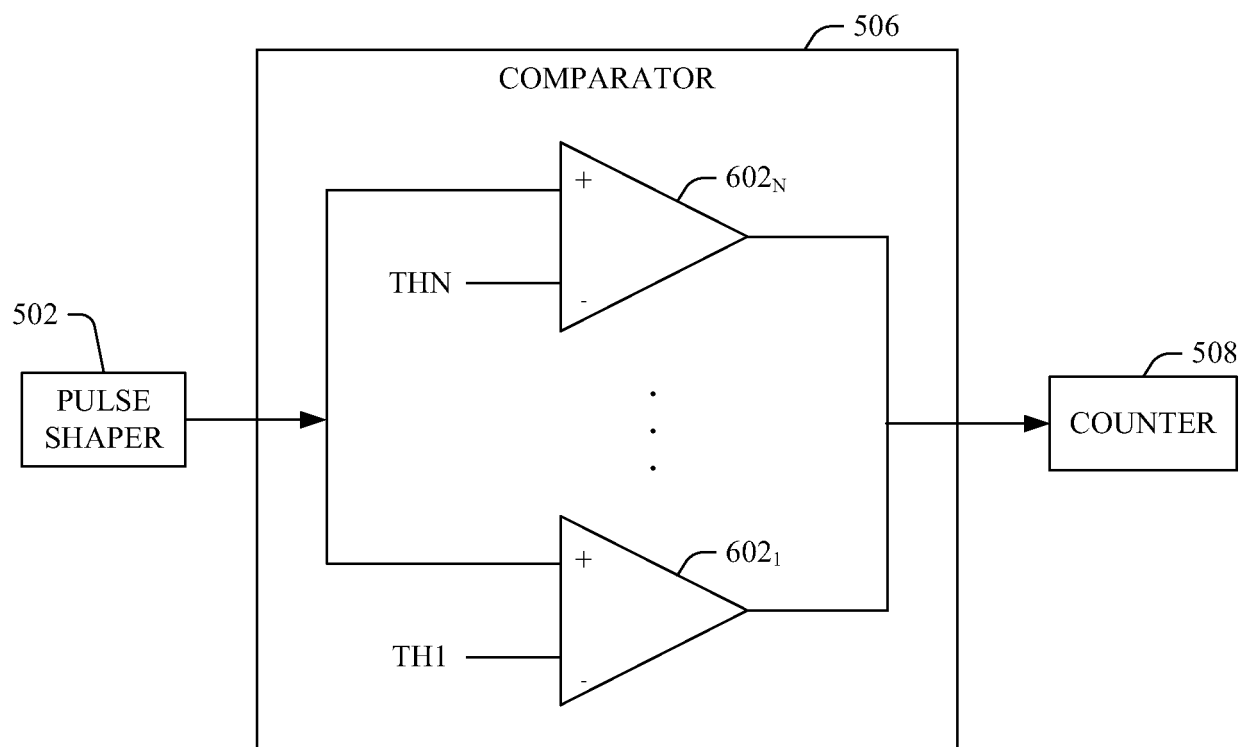 506
COMPARATOR
602N
+
THN
-
502
PULSE
SHAPER
508
COUNTER
.
.
.
6021
+
TH1
-